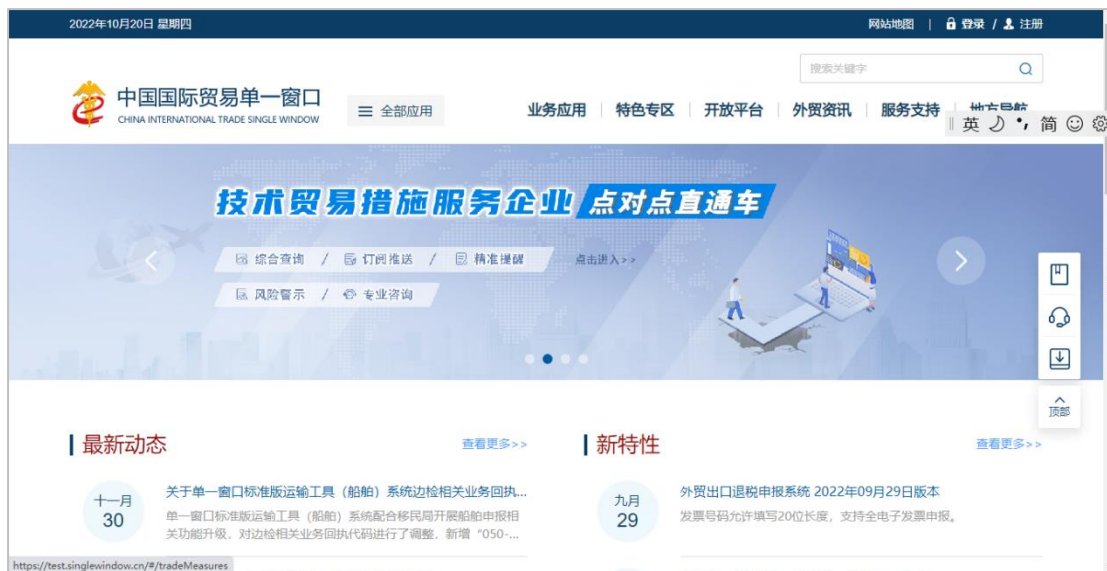 2022年10月20日 星期四
网站地图 | 登录 / 注册
搜索关键字
中国国际贸易单一窗口
CHINA INTERNATIONAL TRADE SINGLE WINDOW
全部应用
业务应用 特色专区 开放平台 外贸资讯 服务支持 地方导航
英 简
技术贸易措施服务企业 点对点直通车
综合查询 / 订阅推送 / 精准提醒 点击进入>>
风险警示 / 专业咨询
顶部
最新动态 查看更多>>
十一月
30
关于单一窗口标准版运输工具（船舶）系统边检相关业务回执...
单一窗口标准版运输工具（船舶）系统配合移民局开展船舶申报相
关功能升级，对边检相关业务回执代码进行了调整，新增“050-...
新特性 查看更多>>
九月
29
外贸出口退税申报系统 2022年09月29日版本
发票号码允许填写20位长度，支持全电子发票申报。
https://test.singlewindow.cn/#/tradeMeasures